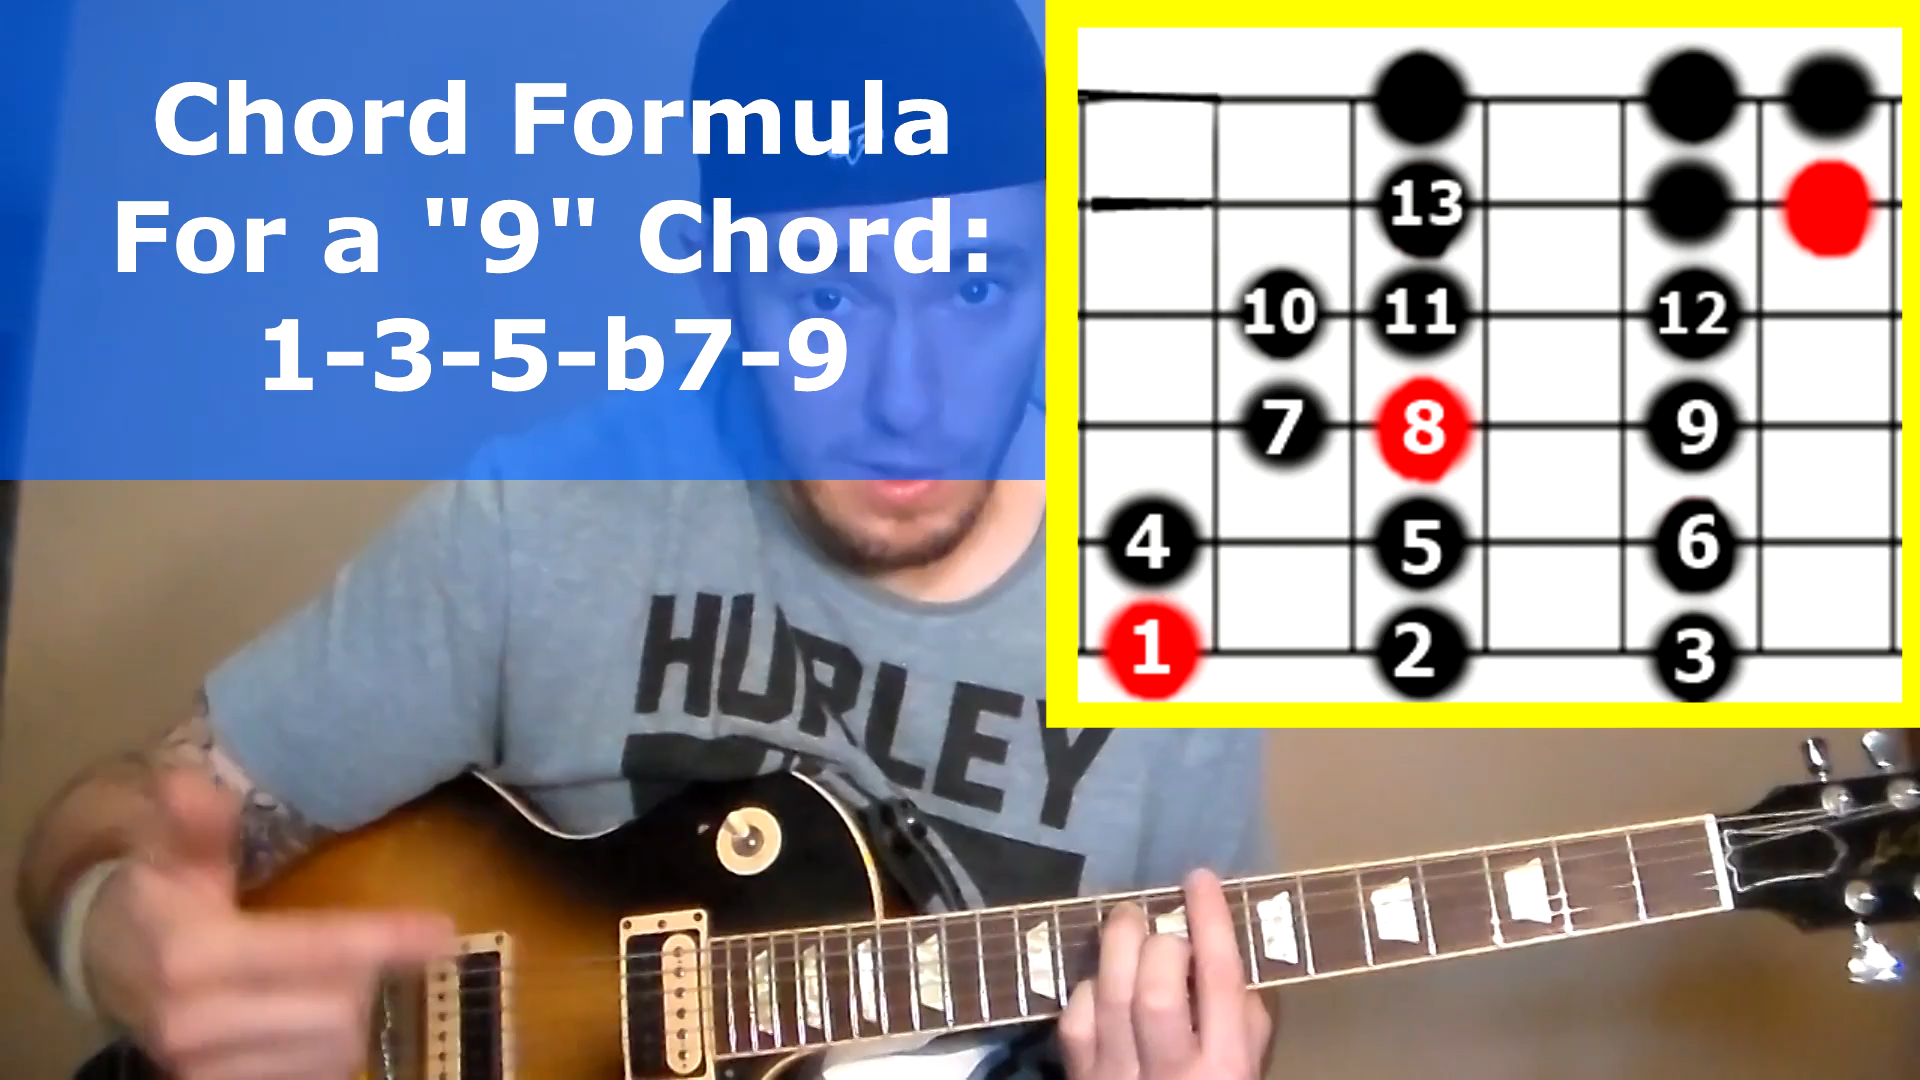 Chord Formula
For a "9" Chord:
1-3-5-b7-9
13
10 11 12
7 8 9
4 5 6
1 2 3
HURLEY